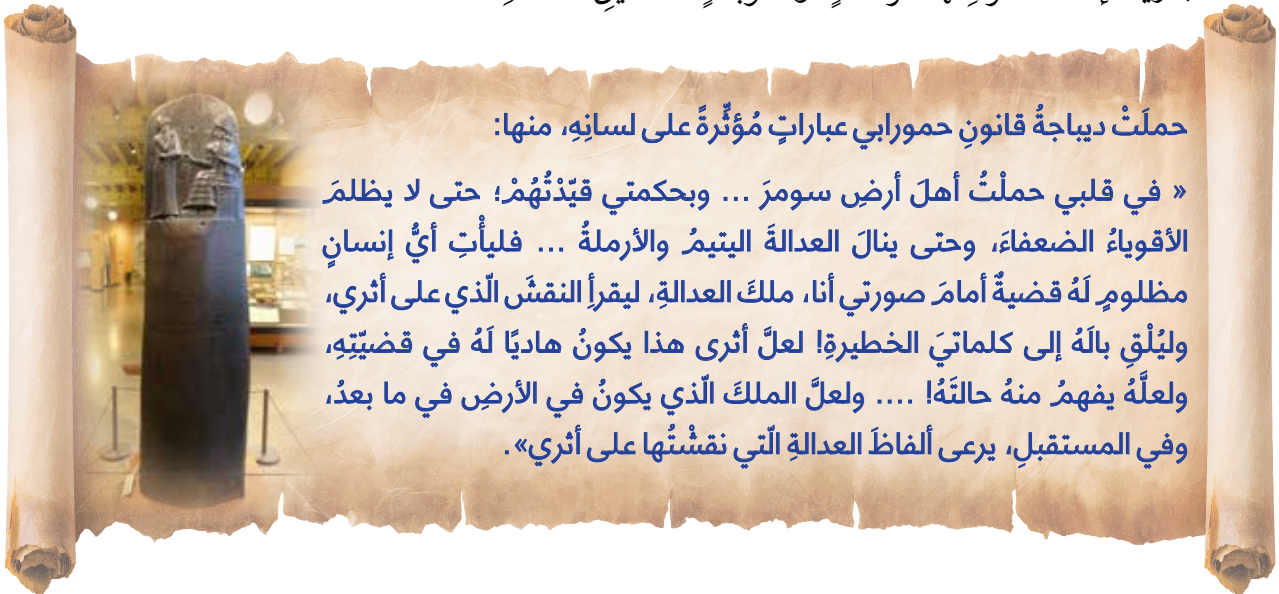 حملَتْ ديباجةُ قانونِ حمورابي عباراتٍ مُؤثِّرةً على لسانِهِ، منها:
« في قلبي حملْتُ أهلَ أرضِ سومرَ ... وبحكمتي قيّدْتُهُمْ؛ حتى لا يظلمَ
الأقوياءُ الضعفاءَ، وحتى ينالَ العدالةَ اليتيمُ والأرملةُ ... فليأْتِ أيُّ إنسانٍ
مظلومٍ لَهُ قضيةٌ أمامَ صورتي أنا، ملكَ العدالةِ، ليقرأِ النقشَ الّذي على أثري،
وليُلْقِ بالَهُ إلى كلماتيَ الخطيرةِ! لعلَّ أثرى هذا يكونُ هاديًا لَهُ في قضيّتِهِ،
ولعلَّهُ يفهمُ منهُ حالتَهُ! .... ولعلَّ الملكَ الّذي يكونُ في الأرضِ في ما بعدُ،
وفي المستقبلِ، يرعى ألفاظَ العدالةِ الّتي نقشْتُها على أثري».